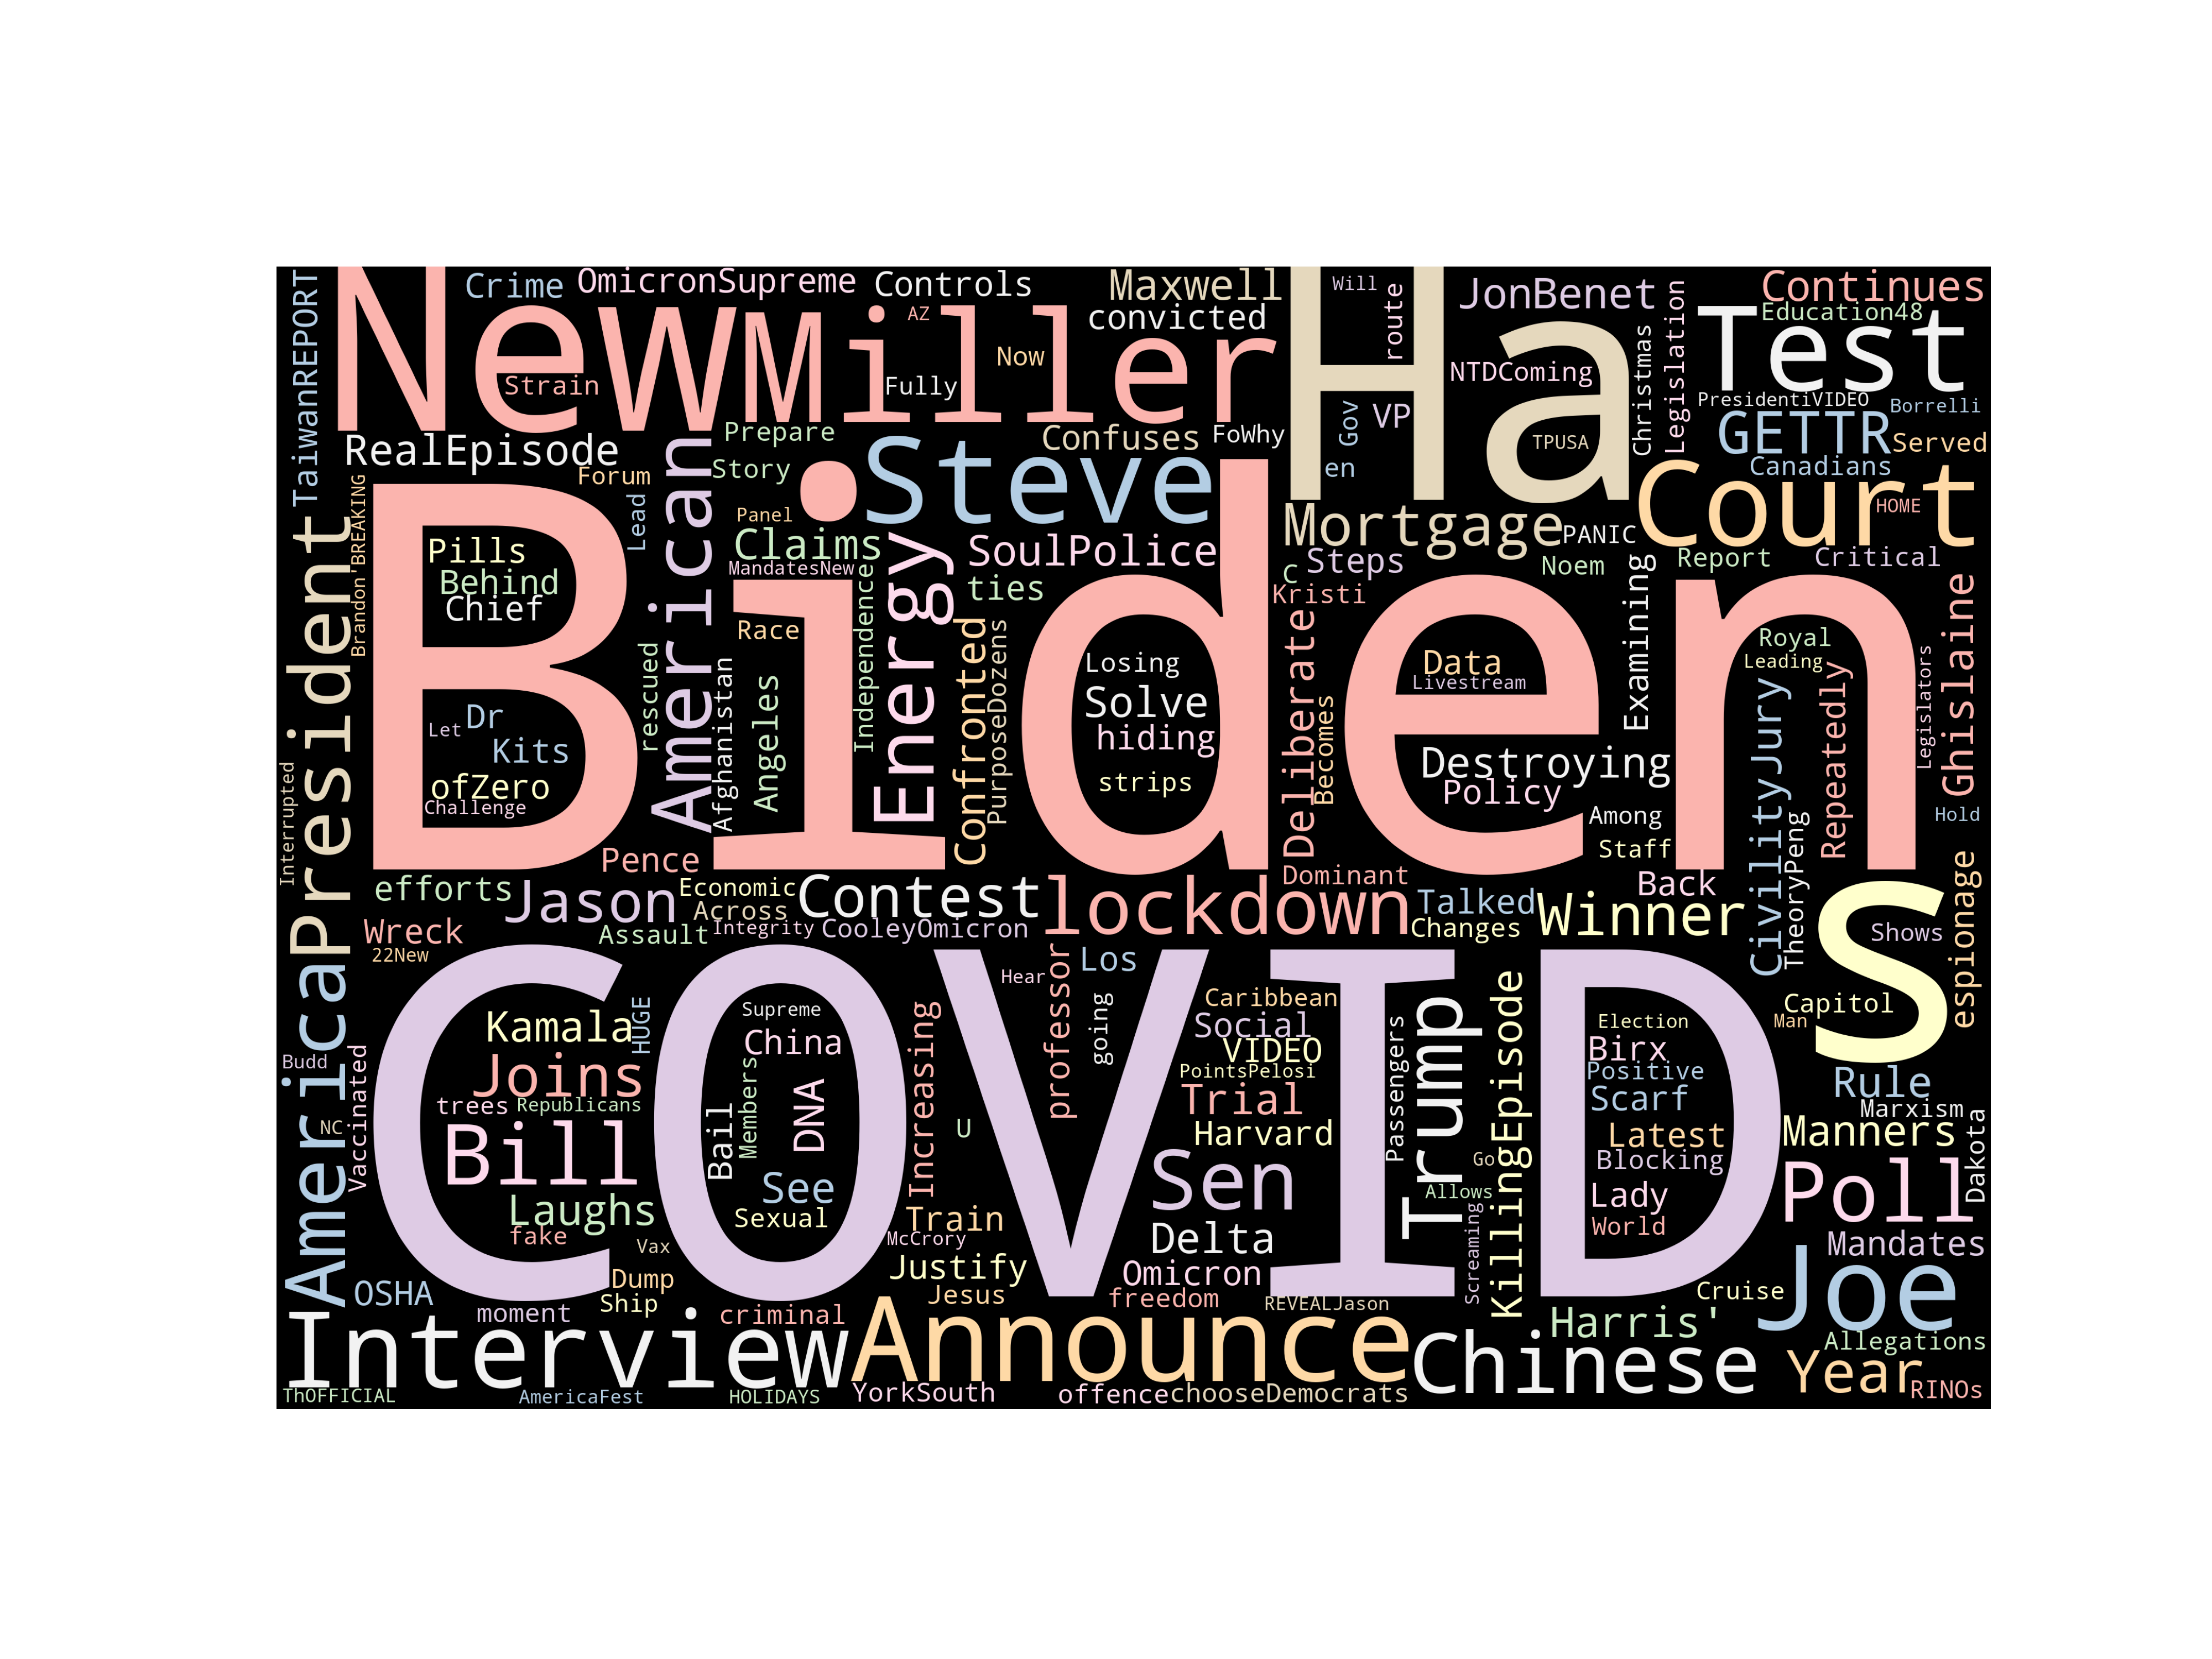 TaiwanREPORT
Crime
OmicronSupreme
Controls
Maxwell
convicted
Will
route
JonBenet
Legislation
Christmas
Continues
Education48
Test
New
Miller
AZ
Now
Fully
Strain
Ha
NTDComing
PresidentiVIDEO
Borrelli
GETTR
Served
Canadians
HOME
RealEpisode
Forum
Prepare
Story
Confuses
FoWhy
Gov
VP
en
TPUSA
Brandon'BREAKING
Lead
American
Panel
Claims
MandatesNew
Steve
Energy
SoulPolice
ties
Mortgage
PANIC
Court
C
Steps
Noem
Report
Critical
Kristi
President
Pills
Behind
Chief
Biden
rescued
Race
Afghanistan
Angeles
Independence
Confronted
PurposeDozens
Losing
Solve
hiding
strips
Deliberate
Becomes
Examining
Data
Livestream
Royal
Leading
Repeatedly
Legislators
Ghislaine
Let
Dr
Kits
ofZero
Challenge
Destroying
Policy
CivilityJury
TheoryPeng
Among
Staff
Hold
Interrupted
Pence
efforts
Jason
Economic
Across
Contest
lockdown
Dominant
Talked
Changes
Winner
Back
Shows
espionage
Wreck
22New
Assault
Integrity
CooleyOmicron
professor
Los
Hear
going
S
America
COVID
Kamala
HUGE
Joins
Supreme
China
Members
Increasing
Caribbean
Social
VIDEO
PointsPelosi
Passengers
Trump
KillingEpisode
Election
Birx
Positive
Scarf
Capitol
Man
Rule
Marxism
Budd
Vaccinated
NC
trees
Republicans
Bill
Bail
DNA
U
Trial
Harvard
Go
Latest
Blocking
Manners
Dakota
Laughs
fake
Vax
See
Sexual
Train
McCrory
Sen
Delta
Allows
Screaming
Lady
World
Poll
Mandates
OSHA
Dump
Ship
moment
criminal
Justify
Jesus
Omicron
freedom
REVEALJason
Cruise
Joe
Harris'
Allegations
Interview
Announce
Chinese
Year
RINOs
ThOFFICIAL
AmericaFest
HOLIDAYS
YorkSouth
offence
chooseDemocrats